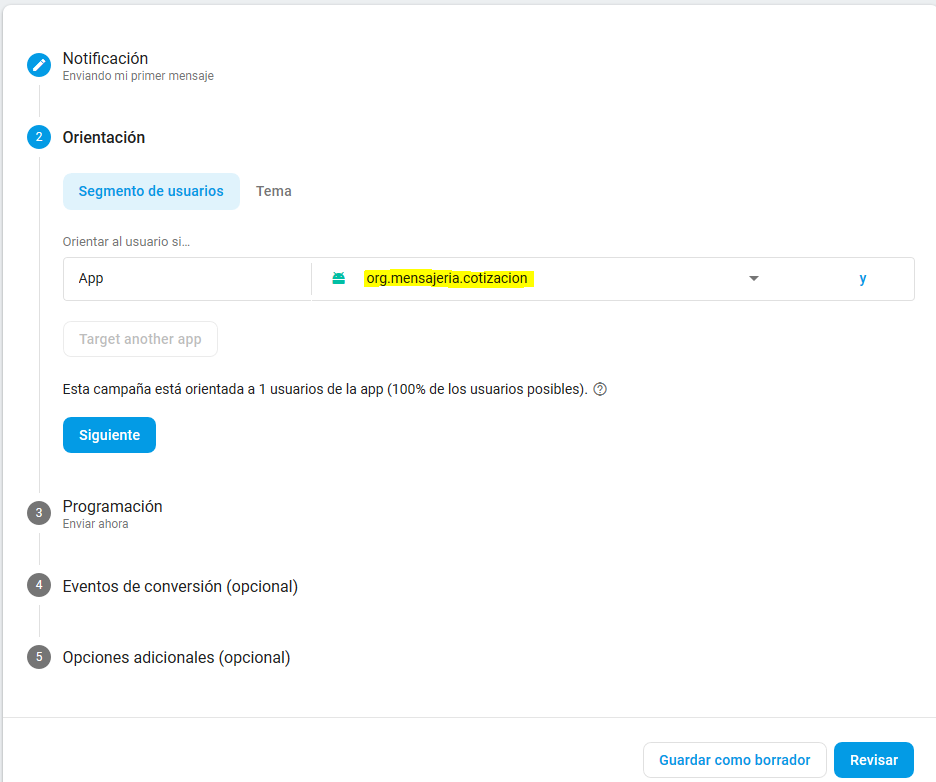 Notificación
Enviando mi primer mensaje
2
Orientación
Segmento de usuarios
Tema
Orientar al usuario si...
App
org.mensajeria.cotizacion
y
Target another app
Esta campaña está orientada a 1 usuarios de la app (100% de los usuarios posibles). ?
Siguiente
3
Programación
Enviar ahora
4
Eventos de conversión (opcional)
5
Opciones adicionales (opcional)
Guardar como borrador
Revisar